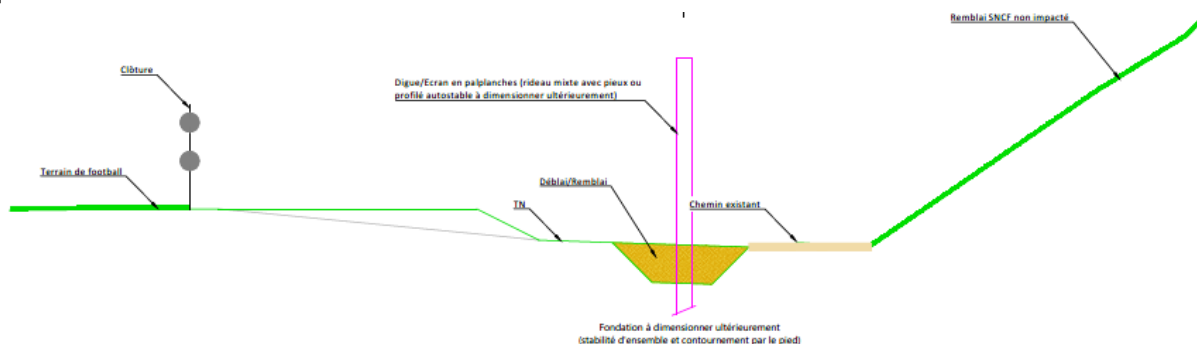 Remblai SNCF non impacté
Clôture
Digue/Ecran en palplanches (rideau mixte avec pieux ou
profilé autostable à dimensionner ultérieurement)
Terrain de football
Déblai/Remblai
TN
Chemin existant
Fondation à dimensionner ultérieurement
(stabilité d'ensemble et contournement par le pied)